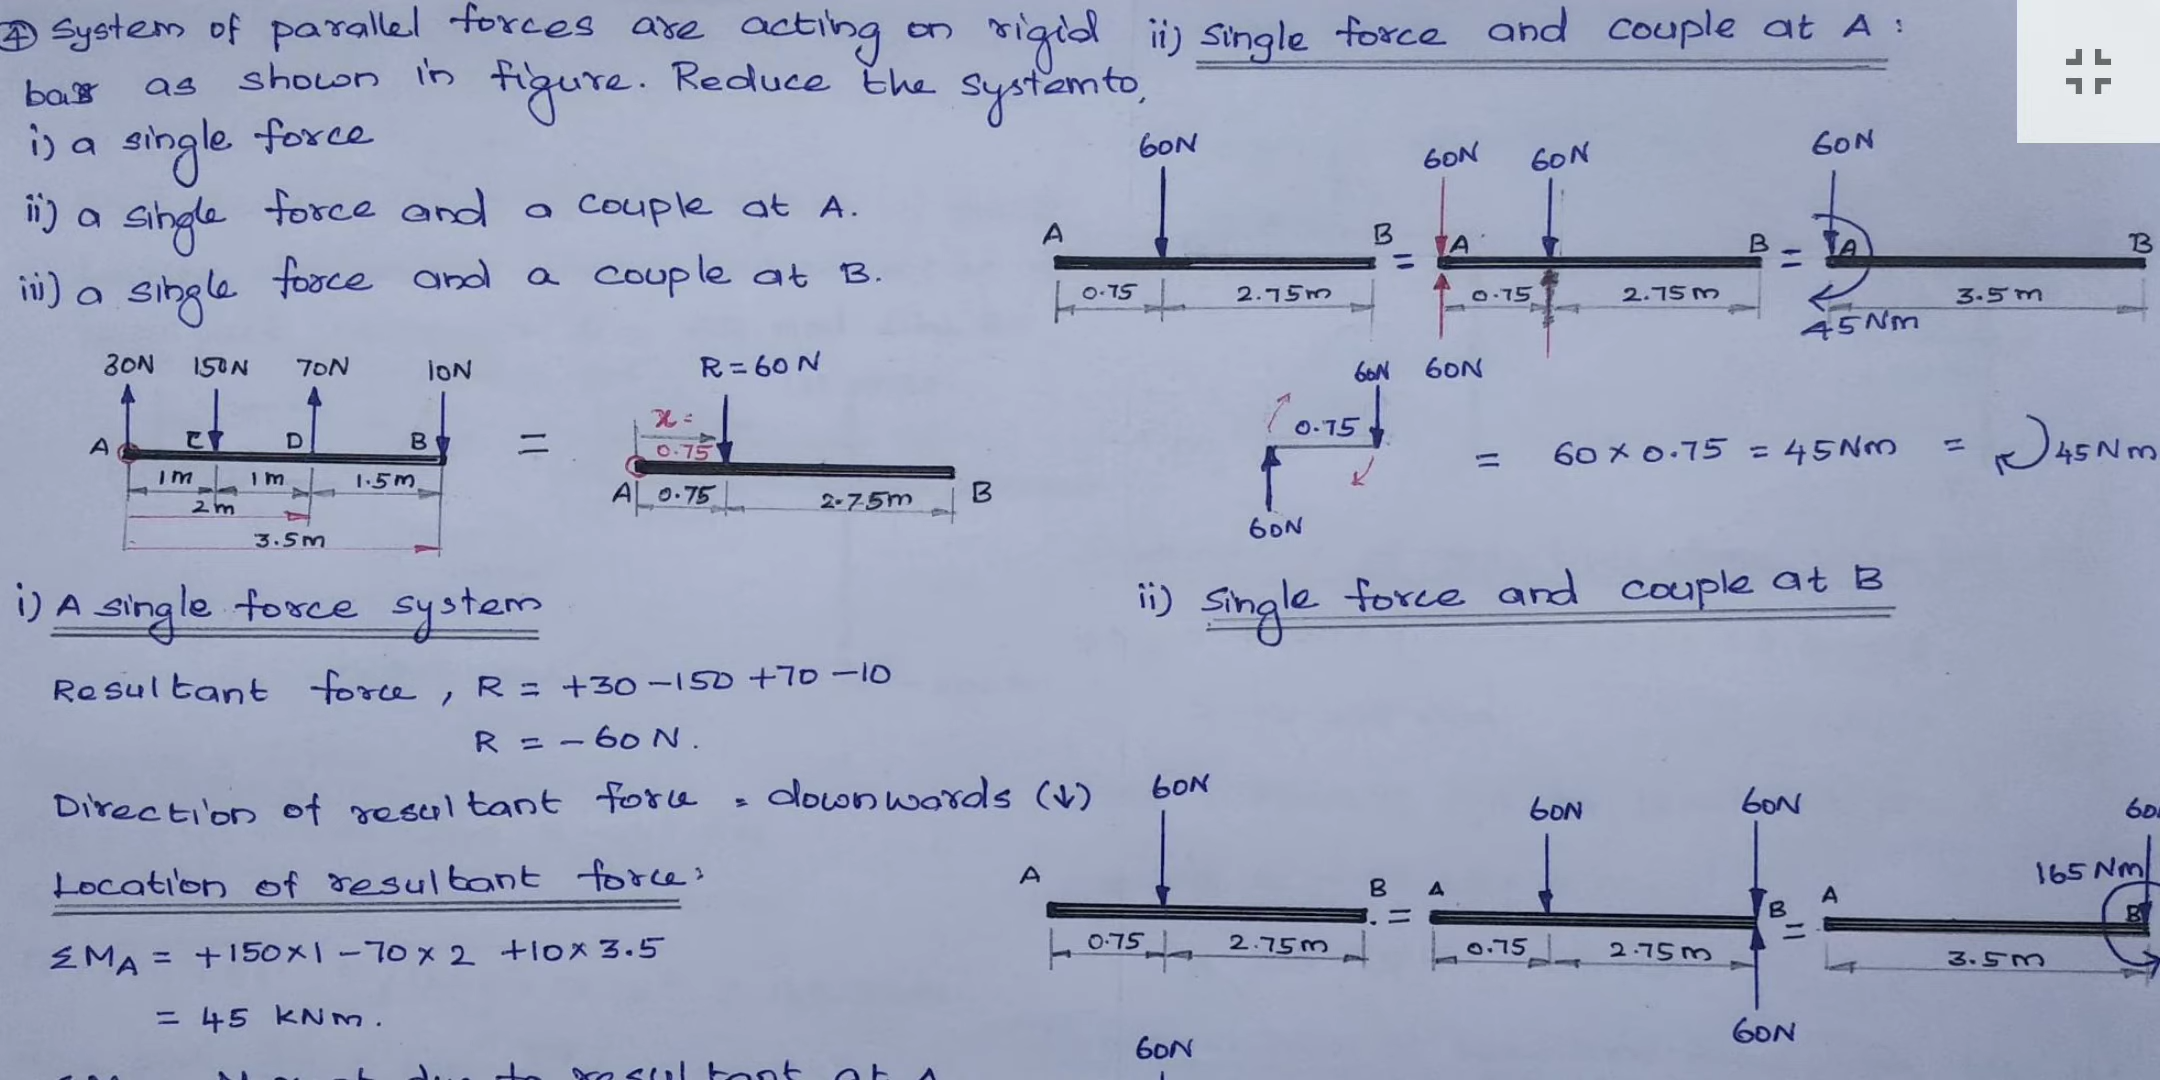 ④ System of parallel forces are acting on rigid
bar as shown in figure. Reduce the system to,
i) a single force
ii) a single force and a couple at A.
iii) a single force and a couple at B.
30N 150N 70N 10N
A C D B
1m 1m 1.5m
2m
3.5m
=
R = 60 N
x =
0.75
A 0.75 2.75m B
i) A single force system
Resultant force, R = +30 -150 +70 -10
R = -60 N.
Direction of resultant force = downwards (↓)
Location of resultant force:
ΣMA = +150×1 -70×2 +10×3.5
= 45 kNm.
Moment due to resultant at A
ii) Single force and couple at A:
60N 60N 60N 60N
A B = A B = A B
0.75 2.75m 0.75 2.75m 3.5m
45Nm
60N
60N
0.75 = 60 × 0.75 = 45Nm = 45Nm
60N
ii) Single force and couple at B
60N 60N 60N
165 Nm
A B = A B = A B
0.75 2.75m 0.75 2.75m 3.5m
60N
60N